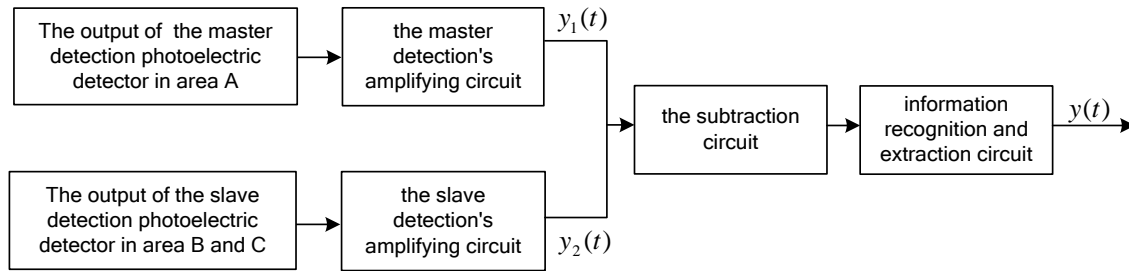 The output of the master
detection photoelectric
detector in area A
the master
detection's
amplifying circuit
y₁(t)
the subtraction
circuit
information
recognition and
extraction circuit
y(t)
The output of the slave
detection photoelectric
detector in area B and C
the slave
detection's
amplifying circuit
y₂(t)